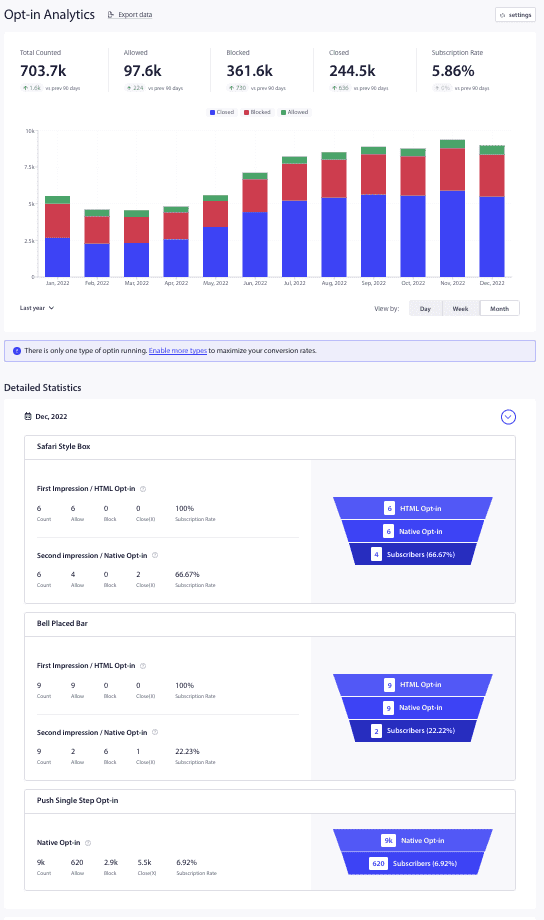 Opt-in Analytics
Export data
settings
Total Counted Allowed Blocked Closed Subscription Rate
703.7k 97.6k 361.6k 244.5k 5.86%
1.6k vs prev 90 days 224 vs prev 90 days 730 vs prev 90 days 636 vs prev 90 days vs prev 90 days
Closed Blocked Allowed
10k
7.5k
5k
2.5k
0
Jan, 2022 Feb, 2022 Mar, 2022 Apr, 2022 May, 2022 Jun, 2022 Jul, 2022 Aug, 2022 Sep, 2022 Oct, 2022 Nov, 2022 Dec, 2022
Last year View by: Day Week Month
There is only one type of optin running. Enable more types to maximize your conversion rates.
Detailed Statistics
Dec, 2022
Safari Style Box
First Impression / HTML Opt-in
6 6 0 0 100%
Count Allow Block Close(X) Subscription Rate
Second impression / Native Opt-in
6 4 0 2 66.67%
Count Allow Block Close(X) Subscription Rate
6 HTML Opt-in
6 Native Opt-in
4 Subscribers (66.67%)
Bell Placed Bar
First Impression / HTML Opt-in
9 9 0 0 100%
Count Allow Block Close(X) Subscription Rate
Second impression / Native Opt-in
9 2 6 1 22.23%
Count Allow Block Close(X) Subscription Rate
9 HTML Opt-in
9 Native Opt-in
2 Subscribers (22.22%)
Push Single Step Opt-in
Native Opt-in
9k 620 2.9k 5.5k 6.92%
Count Allow Block Close(X) Subscription Rate
9k Native Opt-in
620 Subscribers (6.92%)